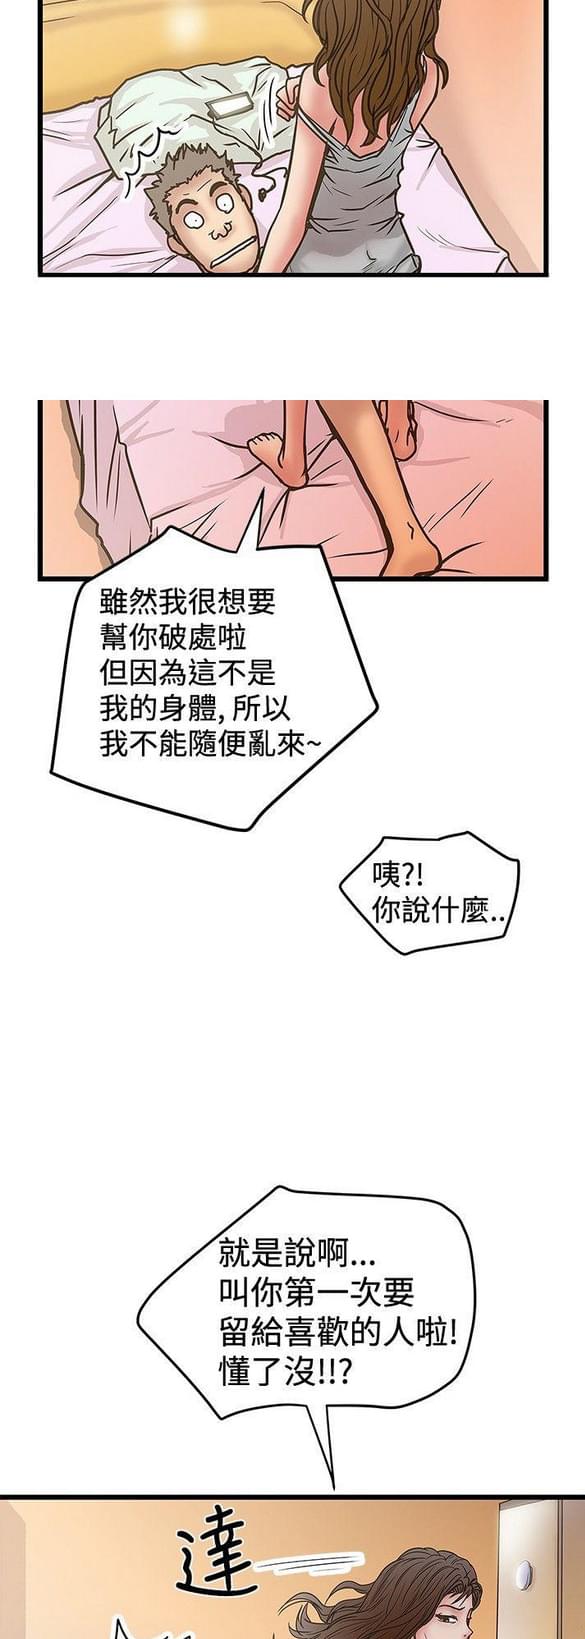 雖然我很想要
幫你破處啦
但因為這不是
我的身體, 所以
我不能隨便亂來~
咦?!
你說什麼..
就是說啊...
叫你第一次要
留給喜歡的人啦!
懂了沒!!?
達